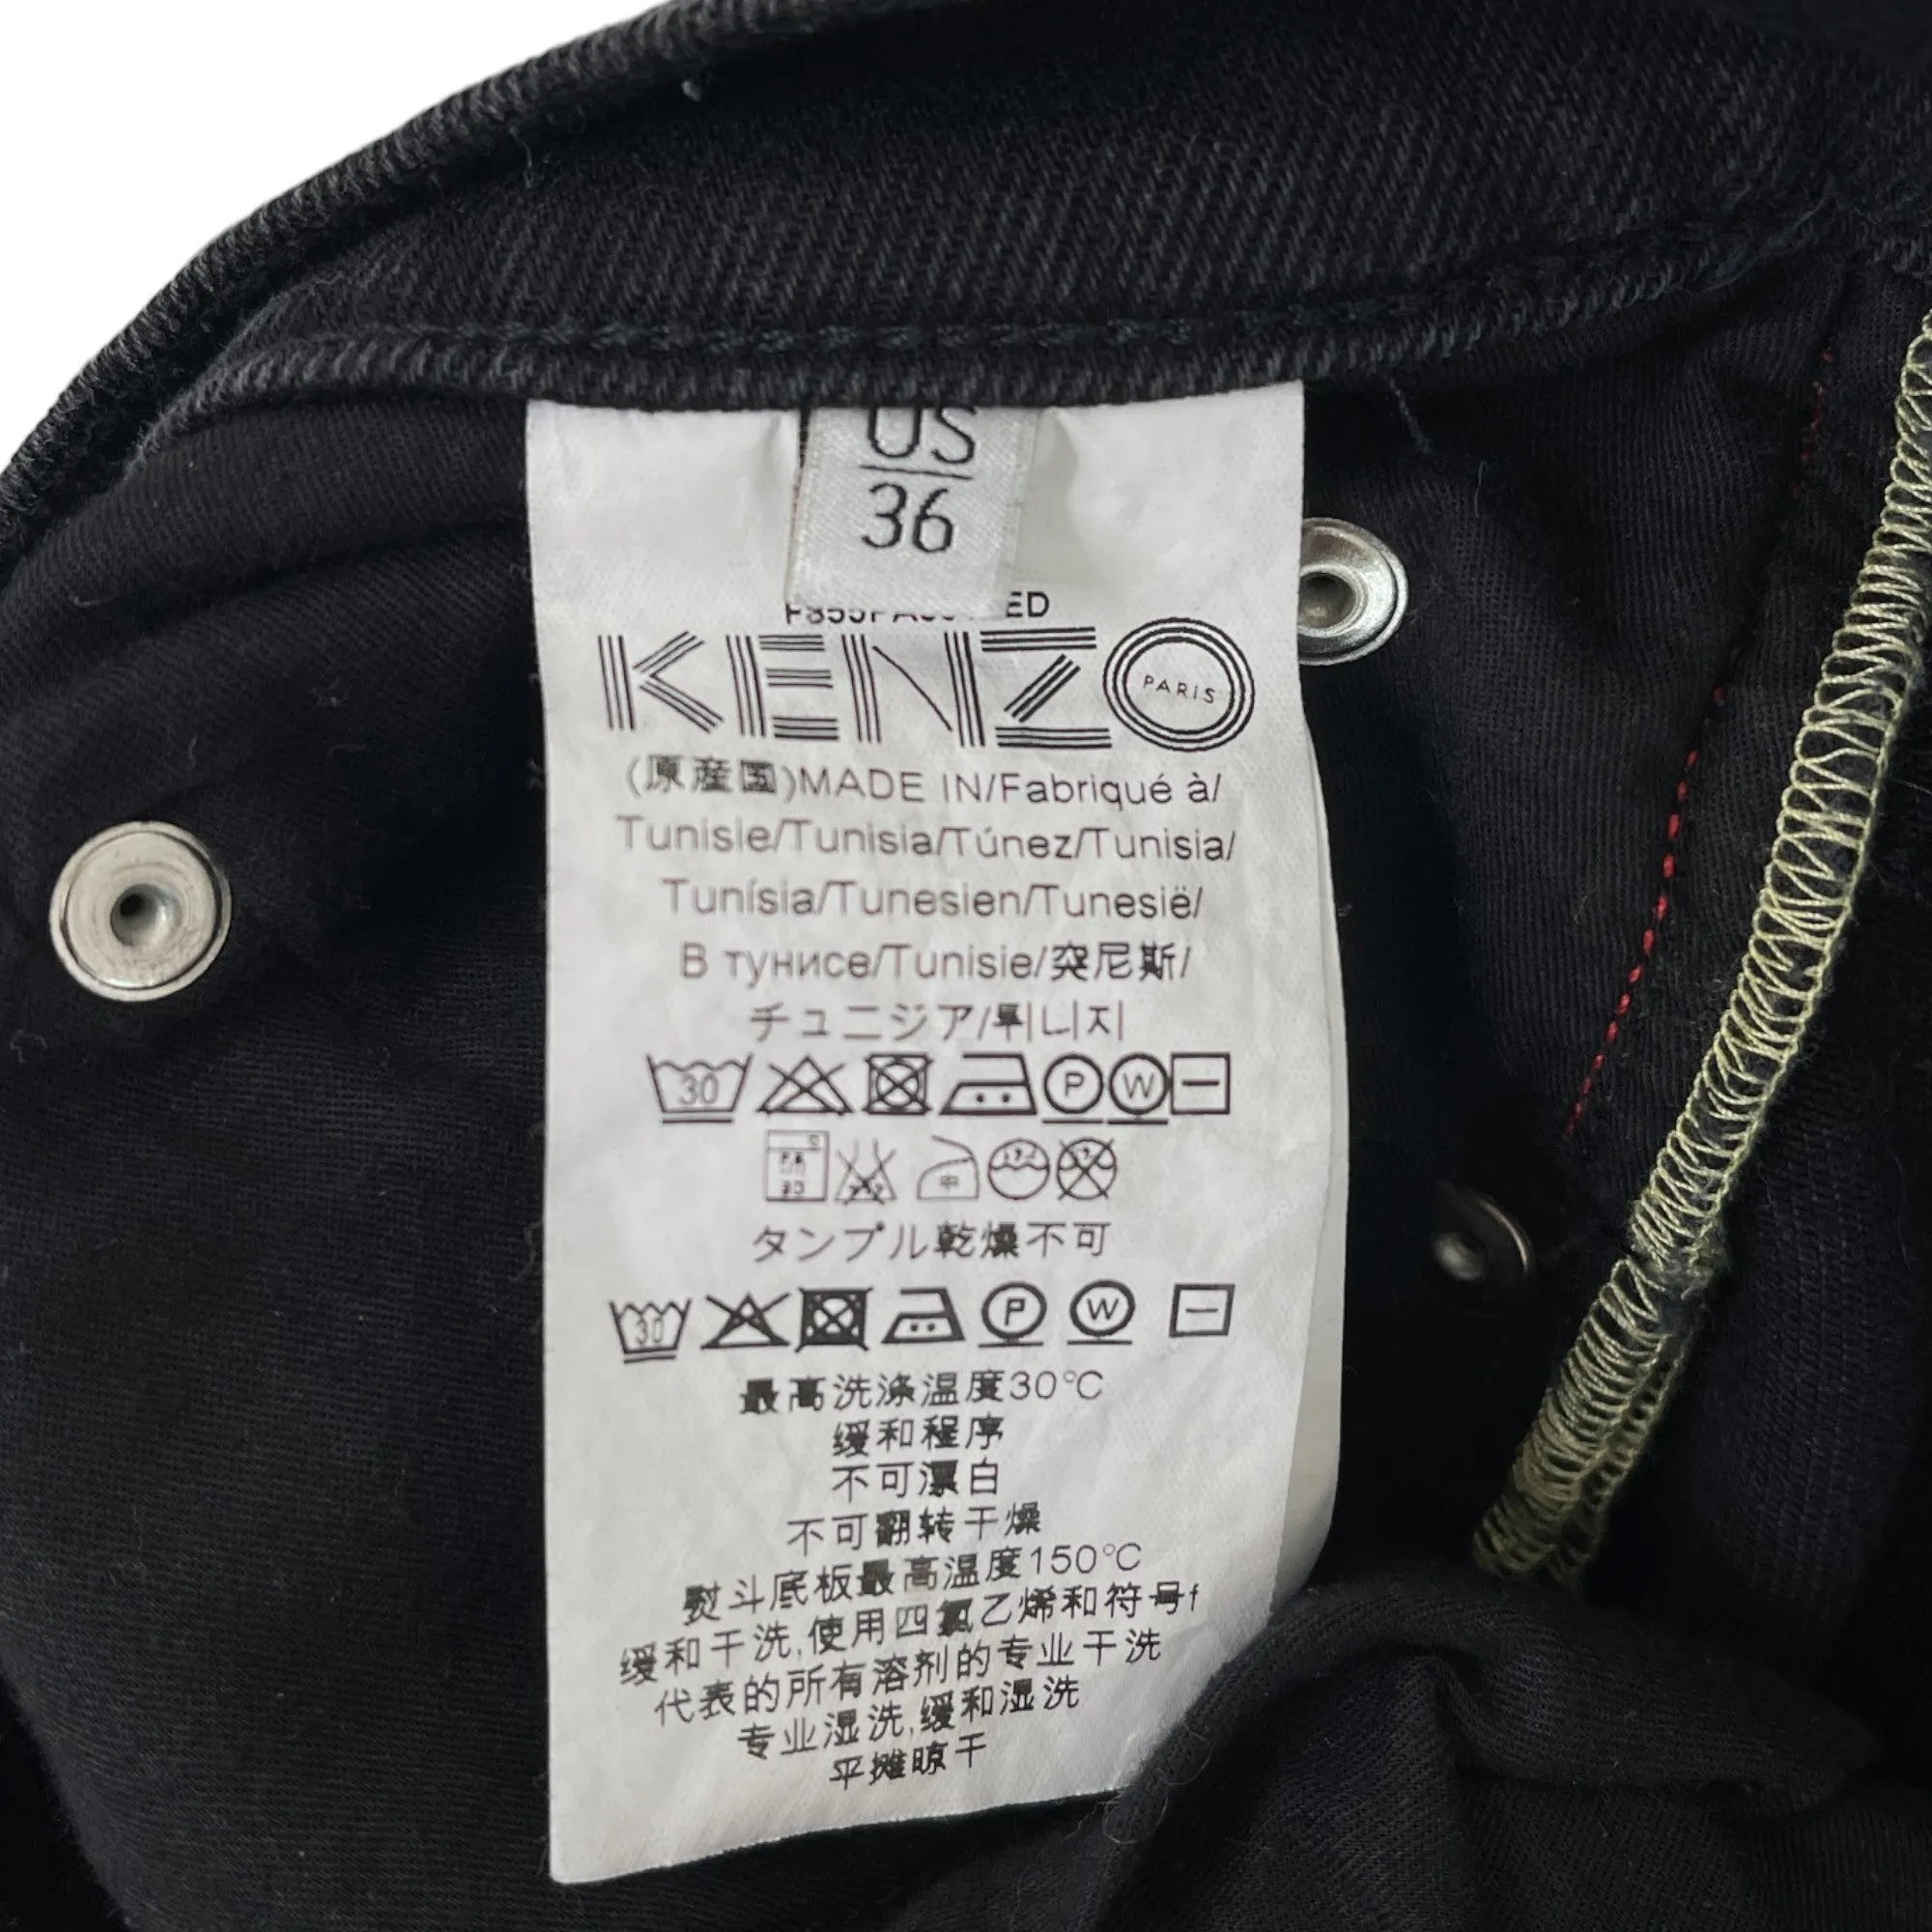 US
36
KENZO
PARIS
(原産国)MADE IN/Fabriqué à/
Tunisie/Tunisia/Túnez/Tunisia/
Tunísia/Tunesien/Tunesië/
В тунисе/Tunisie/突尼斯/
チュニジア/튀니지
30
P W
中
タンブル乾燥不可
30
P W
最高洗涤温度30°C
缓和程序
不可漂白
不可翻转干燥
熨斗底板最高温度150°C
缓和干洗,使用四氯乙烯和符号f
代表的所有溶剂的专业干洗
专业湿洗,缓和湿洗
平摊晾干